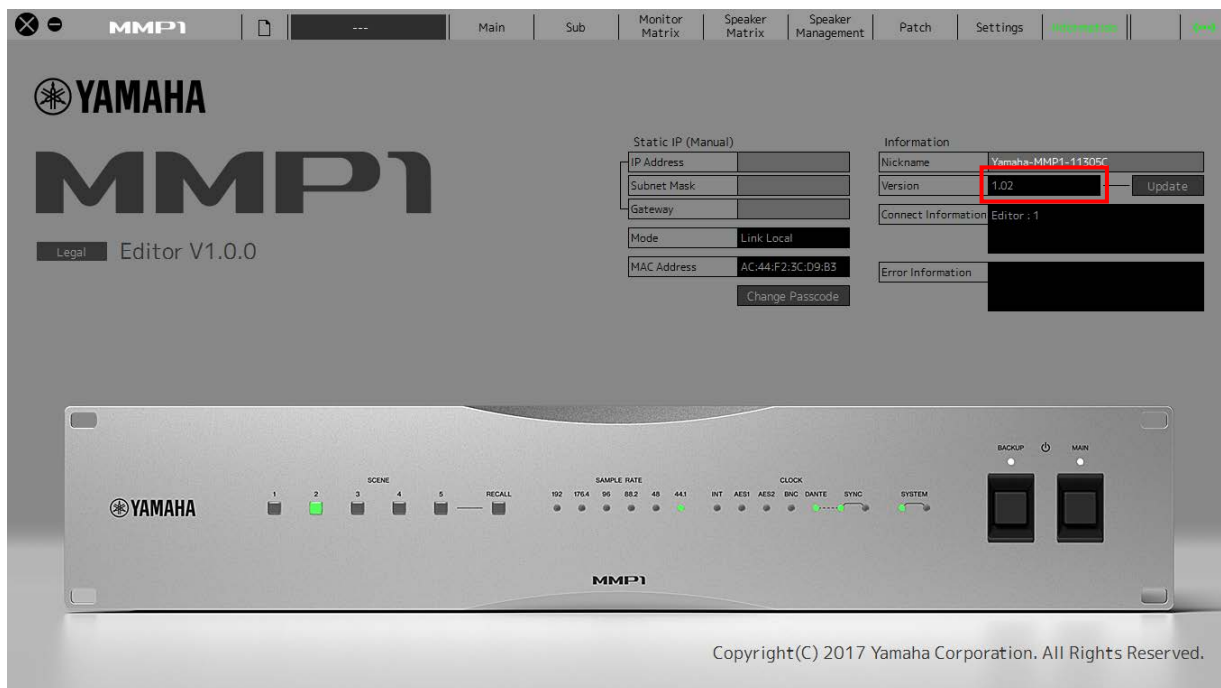 MMP1
---
Main
Sub
Monitor Matrix
Speaker Matrix
Speaker Management
Patch
Settings
Information
YAMAHA
MMP1
Legal
Editor V1.0.0
Static IP (Manual)
IP Address
Subnet Mask
Gateway
Mode
Link Local
MAC Address
AC:44:F2:3C:D9:B3
Change Passcode
Information
Nickname
Yamaha-MMP1-11305C
Version
1.02
Update
Connect Information
Editor : 1
Error Information
YAMAHA
SCENE
1 2 3 4 5 RECALL
SAMPLE RATE
192 176.4 96 88.2 48 44.1
CLOCK
INT AES1 AES2 BNC DANTE SYNC
SYSTEM
BACKUP MAIN
MMP1
Copyright(C) 2017 Yamaha Corporation. All Rights Reserved.